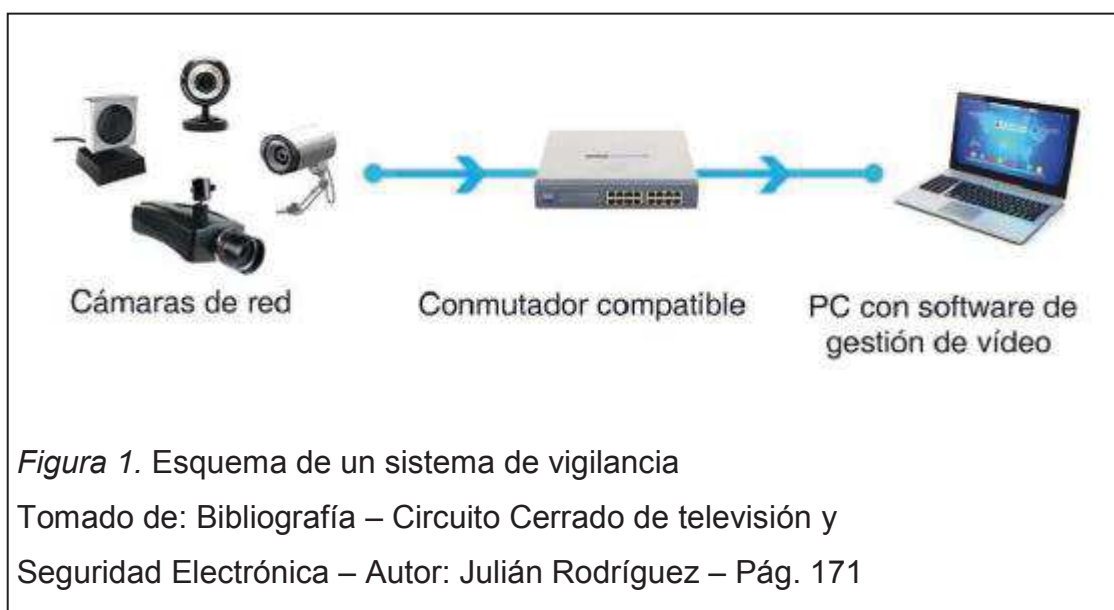 Cámaras de red
Conmutador compatible
PC con software de
gestión de vídeo
Figura 1. Esquema de un sistema de vigilancia
Tomado de: Bibliografía – Circuito Cerrado de televisión y
Seguridad Electrónica – Autor: Julián Rodríguez – Pág. 171